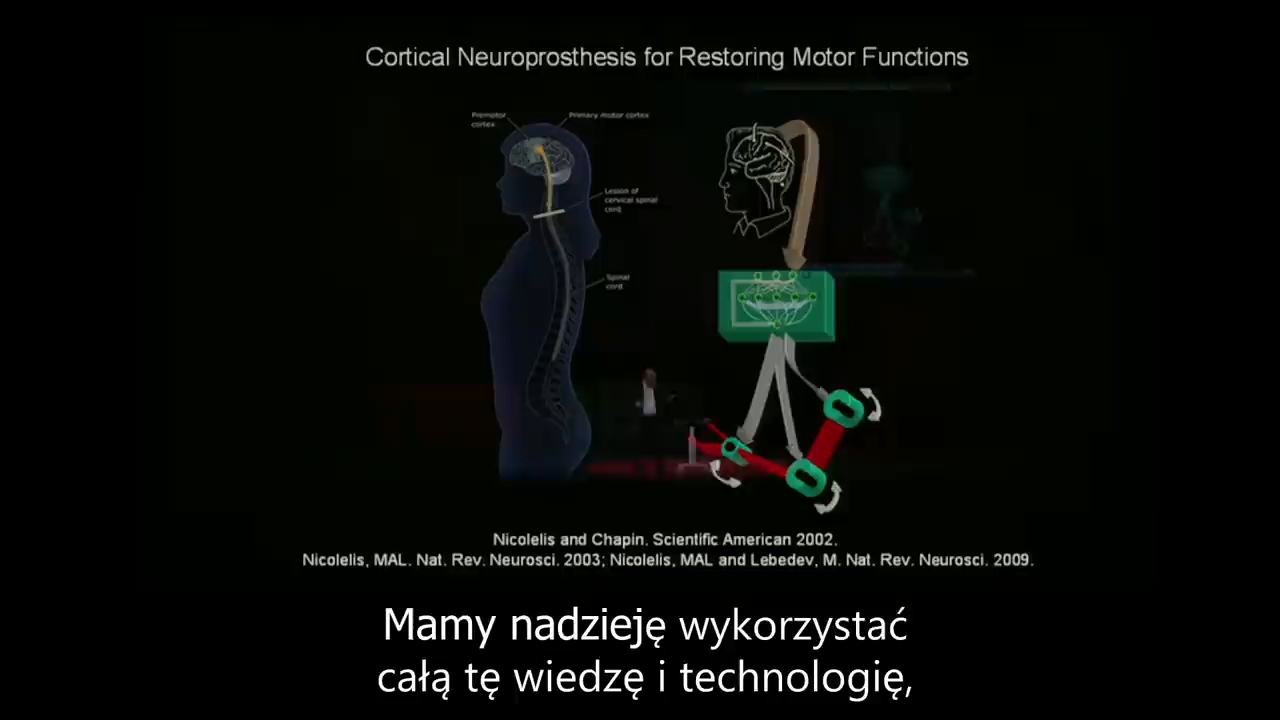 Cortical Neuroprosthesis for Restoring Motor Functions
Premotor
cortex
Primary motor cortex
Lesion of
cervical spinal
cord
Spinal
cord
Nicolelis and Chapin. Scientific American 2002.
Nicolelis, MAL. Nat. Rev. Neurosci. 2003; Nicolelis, MAL and Lebedev, M. Nat. Rev. Neurosci. 2009.
Mamy nadzieję wykorzystać
całą tę wiedzę i technologię,